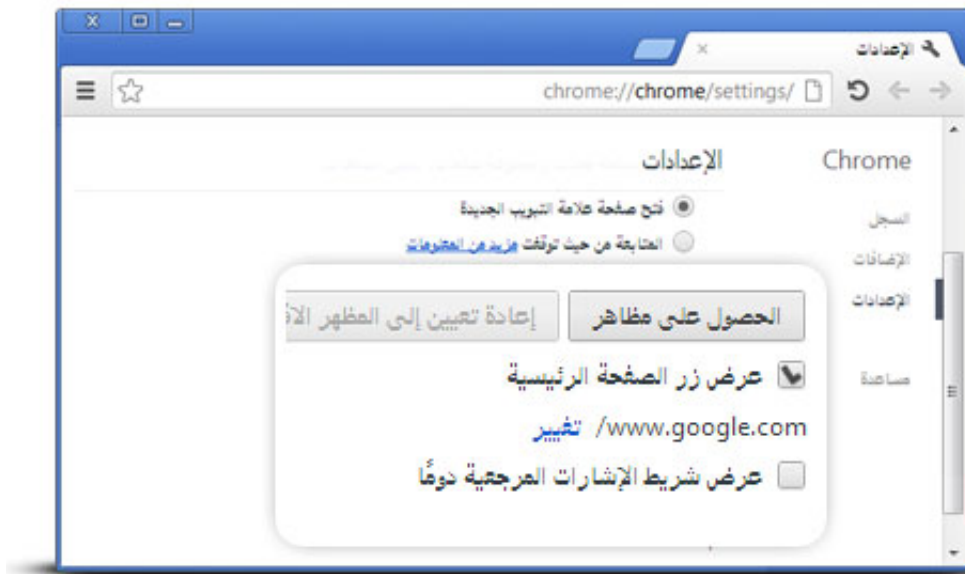 الإعدادات
chrome://chrome/settings/
Chrome
الإعدادات
السجل
الإضافات
الإعدادات
مساعدة
فتح صفحة علامة التبويب الجديدة
المتابعة من حيث توقفت مزيد من المعلومات
الحصول على مظاهر
إعادة تعيين إلى المظهر
عرض زر الصفحة الرئيسية
www.google.com/ تغيير
عرض شريط الإشارات المرجعية دومًا